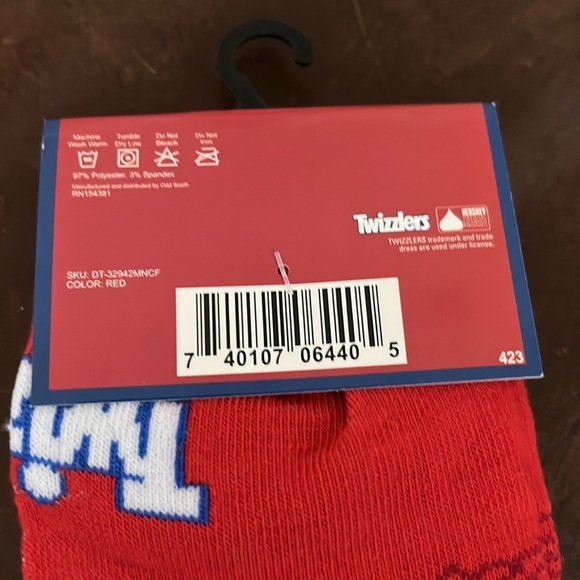 Machine Wash Warm
Tumble Dry Low
Do Not Bleach
Do Not Iron
97% Polyester, 3% Spandex
Manufactured and distributed by Odd Sooth
RN154381
Twizzlers
HERSHEY
TWIZZLERS trademark and trade
dress are used under license.
SKU: DT-32942MNCF
COLOR: RED
7 40107 06440 5
423
Twi